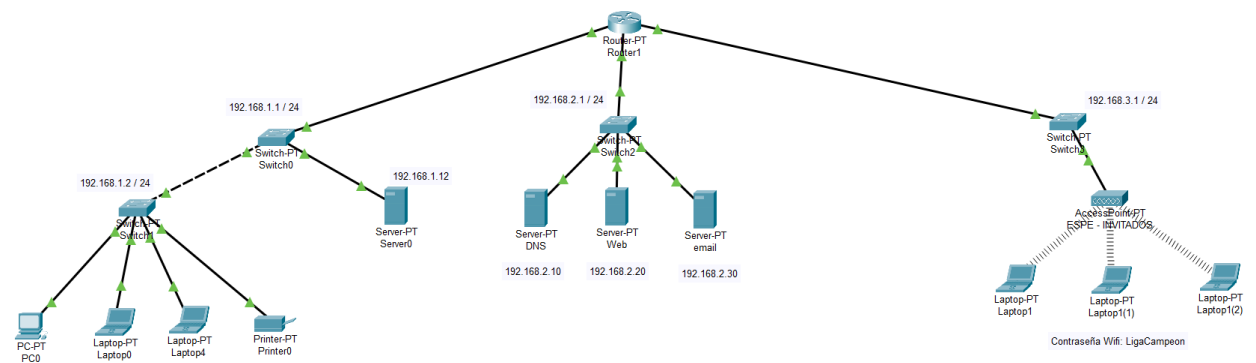 Router-PT
Router1
192.168.1.1 / 24
192.168.2.1 / 24
192.168.3.1 / 24
Switch-PT
Switch0
Switch-PT
Switch2
Switch-PT
Switch3
192.168.1.2 / 24
192.168.1.12
Switch-PT
Switch1
Server-PT
Server0
Server-PT
DNS
Server-PT
Web
Server-PT
email
AccessPoint-PT
ESPE - INVITADOS
192.168.2.10
192.168.2.20
192.168.2.30
Laptop-PT
Laptop1
Laptop-PT
Laptop1(1)
Laptop-PT
Laptop1(2)
PC-PT
PC0
Laptop-PT
Laptop0
Laptop-PT
Laptop4
Printer-PT
Printer0
Contraseña Wifi: LigaCampeon